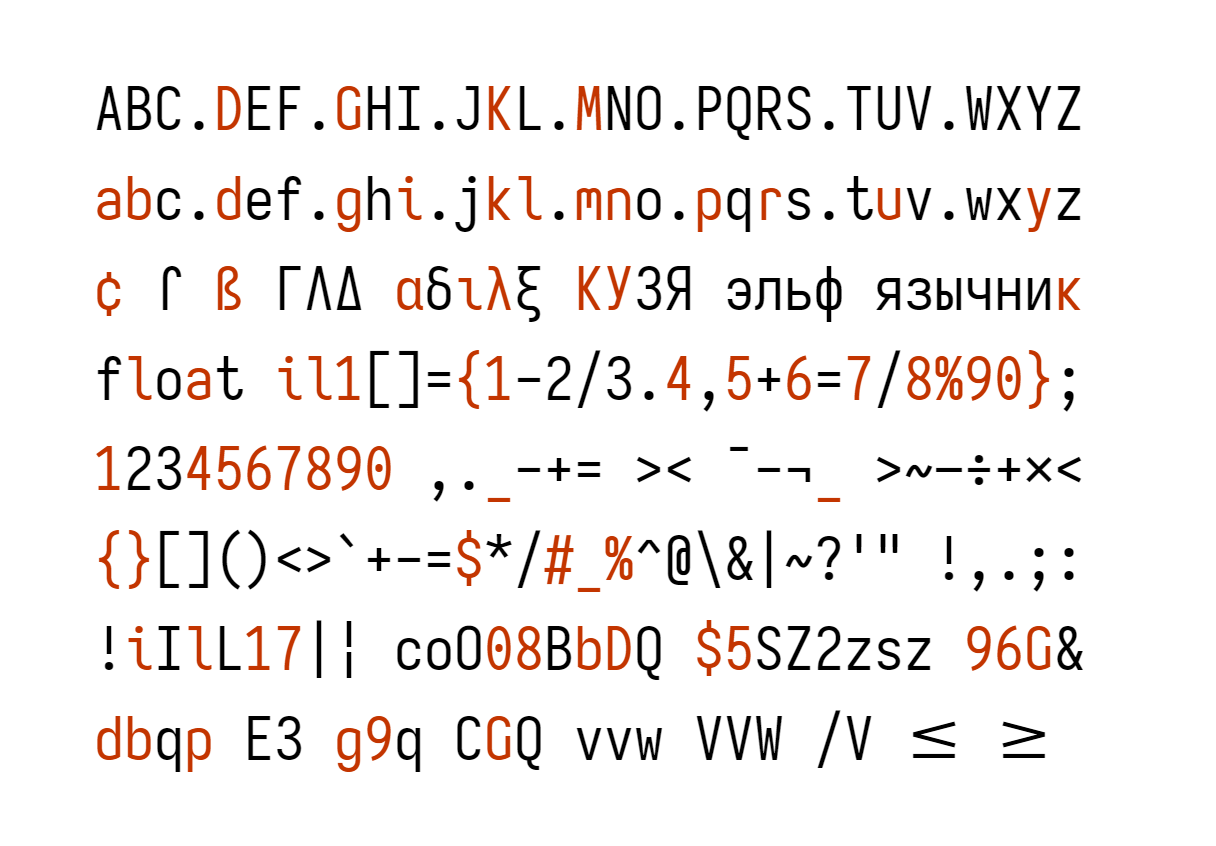 ABC.DEF.GHI.JKL.MNO.PQRS.TUV.WXYZ
abc.def.ghi.jkl.mno.pqrs.tuv.wxyz
¢ ſ ß ΓΛΔ αδιλξ КУЗЯ эльф язычник
float il1[]={1-2/3.4,5+6=7/8%90};
1234567890 ,._-+= >< ¯-¬_ >~–÷+×<
{}[]()<>`+-=$*/#_%^@\&|~?'" !,.;:
!iIlL17|¦ coO08BbDQ $5SZ2zsz 96G&
dbqp E3 g9q CGQ vvw VVW /V ≤ ≥